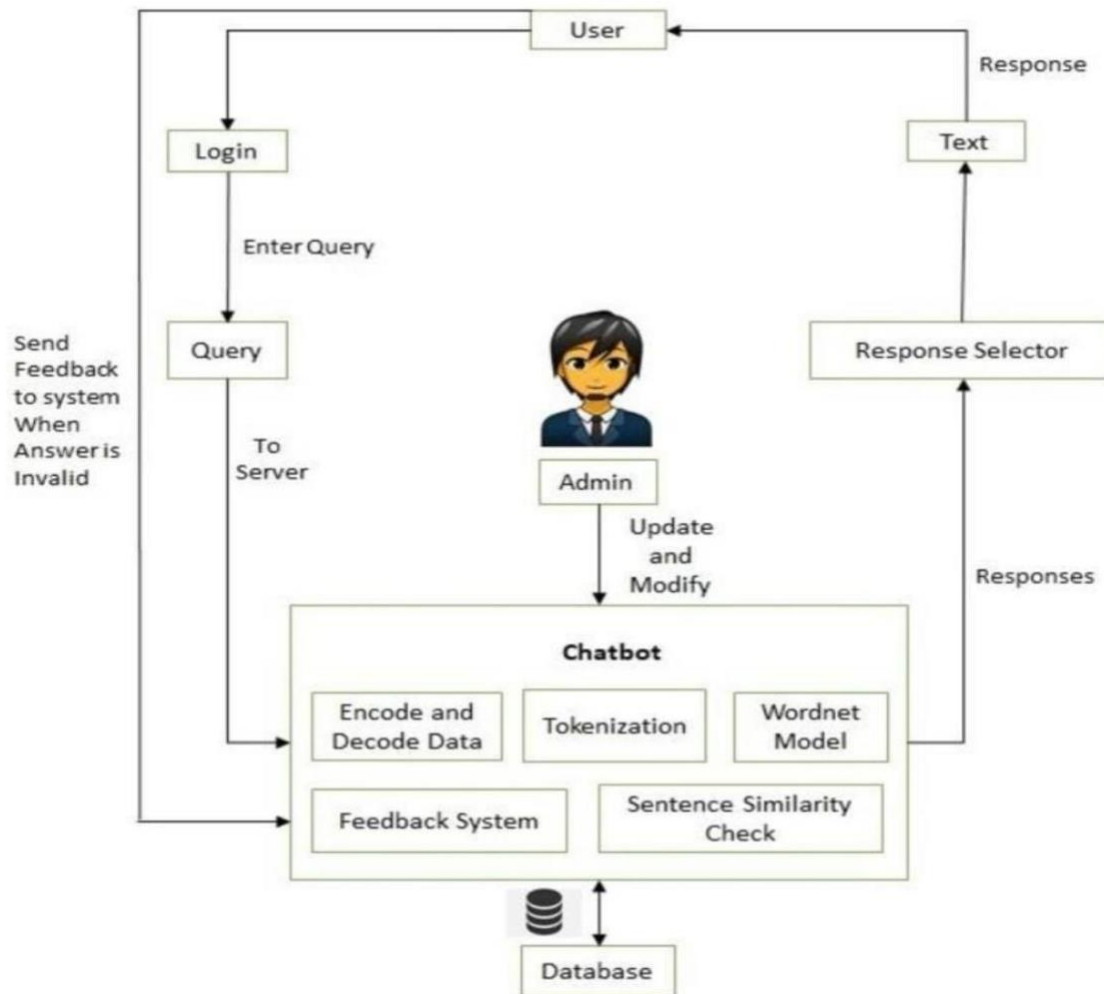 User
Response
Login
Text
Enter Query
Send
Feedback
to system
When
Answer is
Invalid
Query
Response Selector
To
Server
Admin
Update
and
Modify
Responses
Chatbot
Encode and
Decode Data
Tokenization
Wordnet
Model
Feedback System
Sentence Similarity
Check
Database